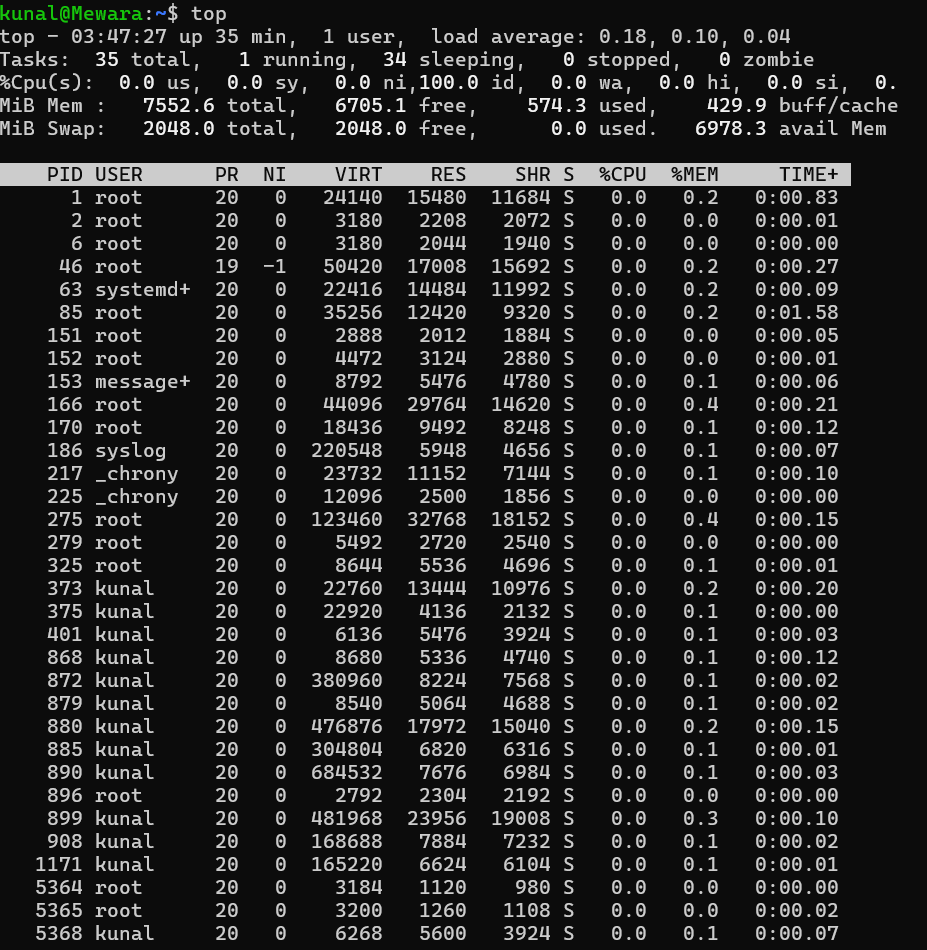 kunal@Mewara:~$ top
top - 03:47:27 up 35 min,  1 user,  load average: 0.18, 0.10, 0.04
Tasks:  35 total,   1 running,  34 sleeping,   0 stopped,   0 zombie
%Cpu(s):  0.0 us,  0.0 sy,  0.0 ni,100.0 id,  0.0 wa,  0.0 hi,  0.0 si,  0.
MiB Mem :   7552.6 total,   6705.1 free,    574.3 used,    429.9 buff/cache
MiB Swap:   2048.0 total,   2048.0 free,      0.0 used.   6978.3 avail Mem
    PID USER      PR  NI    VIRT    RES    SHR S  %CPU  %MEM     TIME+
      1 root      20   0   24140  15480  11684 S   0.0   0.2   0:00.83
      2 root      20   0    3180   2208   2072 S   0.0   0.0   0:00.01
      6 root      20   0    3180   2044   1940 S   0.0   0.0   0:00.00
     46 root      19  -1   50420  17008  15692 S   0.0   0.2   0:00.27
     63 systemd+  20   0   22416  14484  11992 S   0.0   0.2   0:00.09
     85 root      20   0   35256  12420   9320 S   0.0   0.2   0:01.58
    151 root      20   0    2888   2012   1884 S   0.0   0.0   0:00.05
    152 root      20   0    4472   3124   2880 S   0.0   0.0   0:00.01
    153 message+  20   0    8792   5476   4780 S   0.0   0.1   0:00.06
    166 root      20   0   44096  29764  14620 S   0.0   0.4   0:00.21
    170 root      20   0   18436   9492   8248 S   0.0   0.1   0:00.12
    186 syslog    20   0  220548   5948   4656 S   0.0   0.1   0:00.07
    217 _chrony   20   0   23732  11152   7144 S   0.0   0.1   0:00.10
    225 _chrony   20   0   12096   2500   1856 S   0.0   0.0   0:00.00
    275 root      20   0  123460  32768  18152 S   0.0   0.4   0:00.15
    279 root      20   0    5492   2720   2540 S   0.0   0.0   0:00.00
    325 root      20   0    8644   5536   4696 S   0.0   0.1   0:00.01
    373 kunal     20   0   22760  13444  10976 S   0.0   0.2   0:00.20
    375 kunal     20   0   22920   4136   2132 S   0.0   0.1   0:00.00
    401 kunal     20   0    6136   5476   3924 S   0.0   0.1   0:00.03
    868 kunal     20   0    8680   5336   4740 S   0.0   0.1   0:00.12
    872 kunal     20   0  380960   8224   7568 S   0.0   0.1   0:00.02
    879 kunal     20   0    8540   5064   4688 S   0.0   0.1   0:00.02
    880 kunal     20   0  476876  17972  15040 S   0.0   0.2   0:00.15
    885 kunal     20   0  304804   6820   6316 S   0.0   0.1   0:00.01
    890 kunal     20   0  684532   7676   6984 S   0.0   0.1   0:00.03
    896 root      20   0    2792   2304   2192 S   0.0   0.0   0:00.00
    899 kunal     20   0  481968  23956  19008 S   0.0   0.3   0:00.10
    908 kunal     20   0  168688   7884   7232 S   0.0   0.1   0:00.02
   1171 kunal     20   0  165220   6624   6104 S   0.0   0.1   0:00.01
   5364 root      20   0    3184   1120    980 S   0.0   0.0   0:00.00
   5365 root      20   0    3200   1260   1108 S   0.0   0.0   0:00.02
   5368 kunal     20   0    6268   5600   3924 S   0.0   0.1   0:00.07